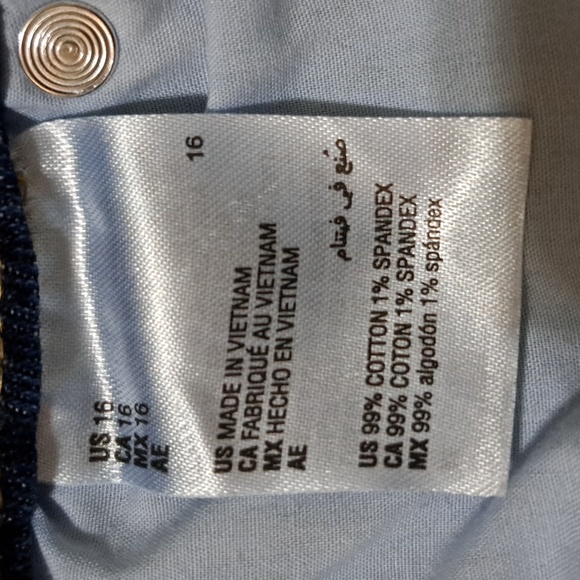 US 16
CA 16
MX 16
AE
16
US MADE IN VIETNAM
CA FABRIQUÉ AU VIETNAM
MX HECHO EN VIETNAM
AE
صنع في فيتنام
US 99% COTTON 1% SPANDEX
CA 99% COTON 1% SPANDEX
MX 99% algodón 1% spándex